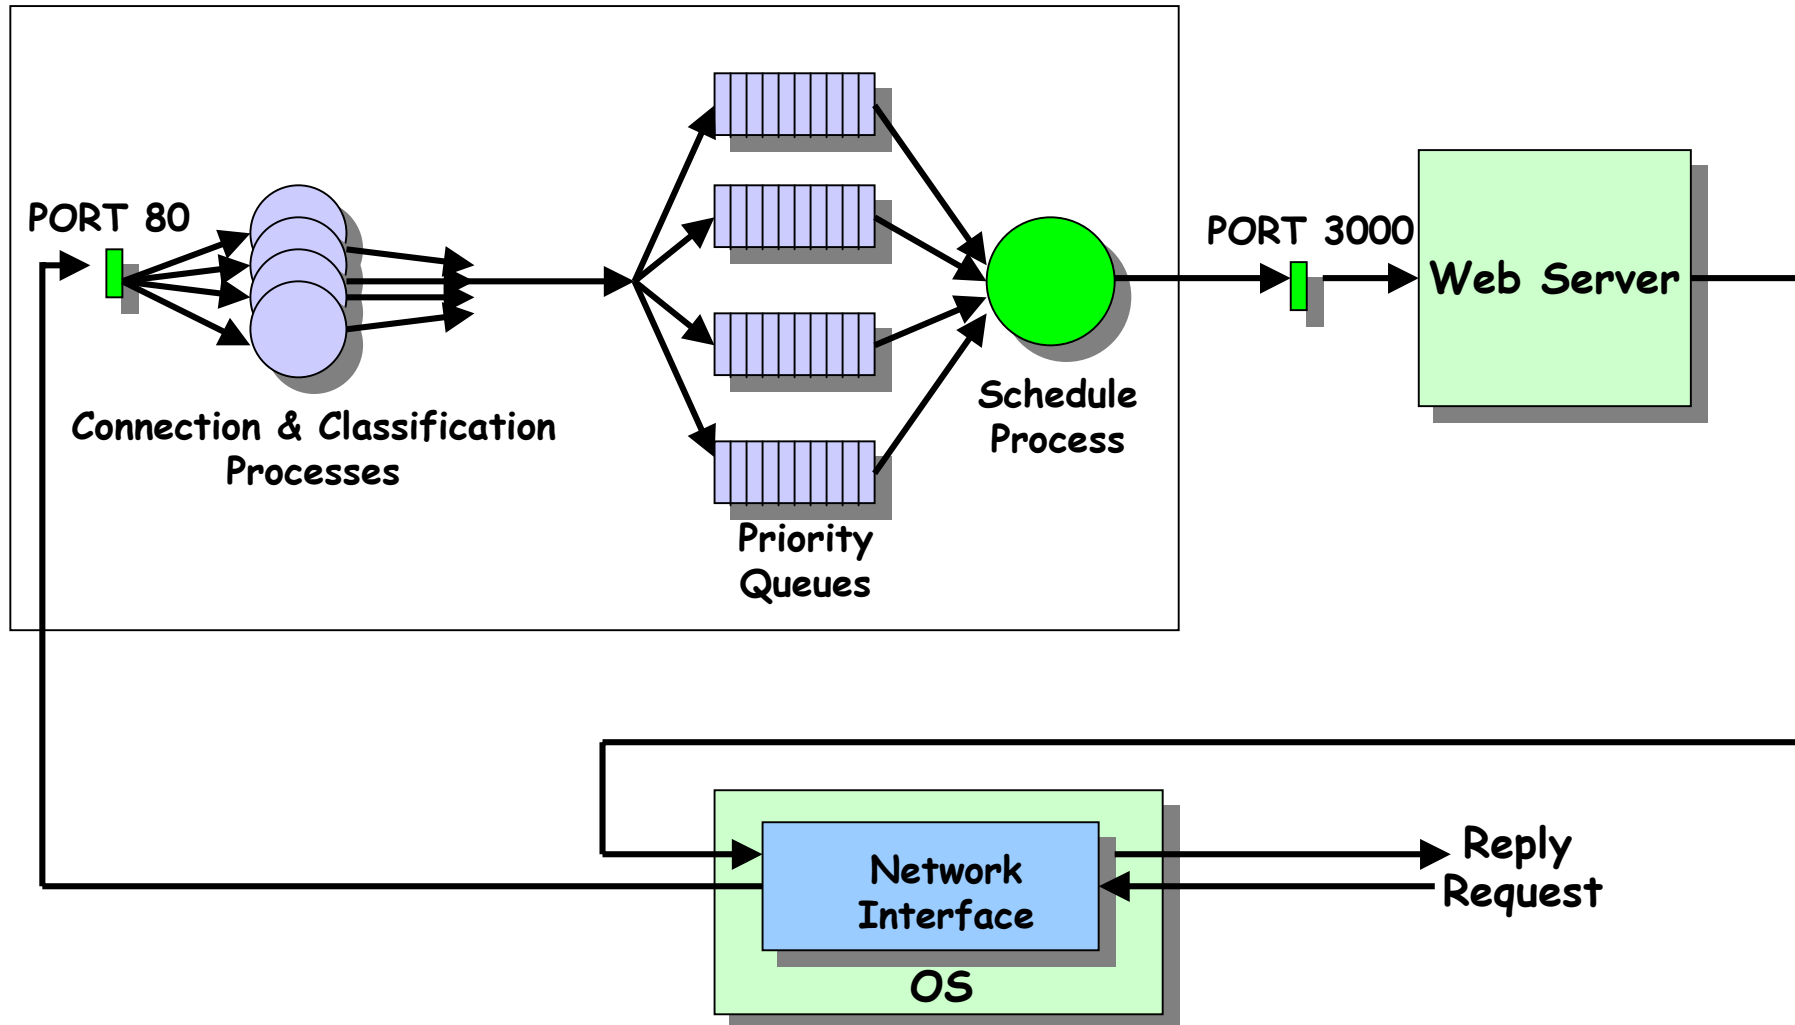 PORT 80
Connection & Classification
Processes
Priority
Queues
Schedule
Process
PORT 3000
Web Server
Network
Interface
OS
Reply
Request